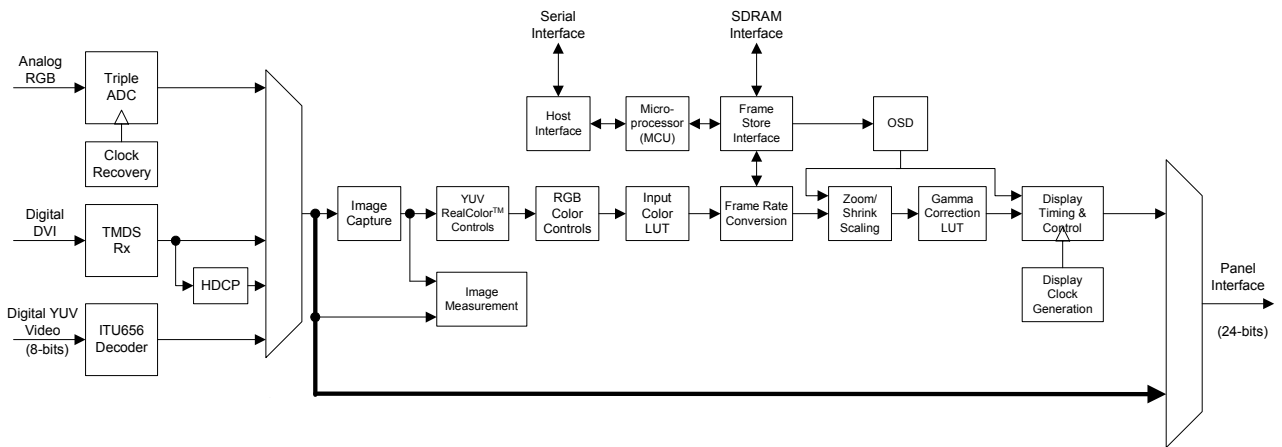 Serial
Interface
SDRAM
Interface
Analog
RGB
Triple
ADC
Clock
Recovery
Host
Interface
Micro-
processor
(MCU)
Frame
Store
Interface
OSD
Digital
DVI
TMDS
Rx
HDCP
Digital YUV
Video
(8-bits)
ITU656
Decoder
Image
Capture
YUV
RealColor™
Controls
RGB
Color
Controls
Input
Color
LUT
Frame Rate
Conversion
Zoom/
Shrink
Scaling
Gamma
Correction
LUT
Display
Timing &
Control
Image
Measurement
Display
Clock
Generation
Panel
Interface
(24-bits)